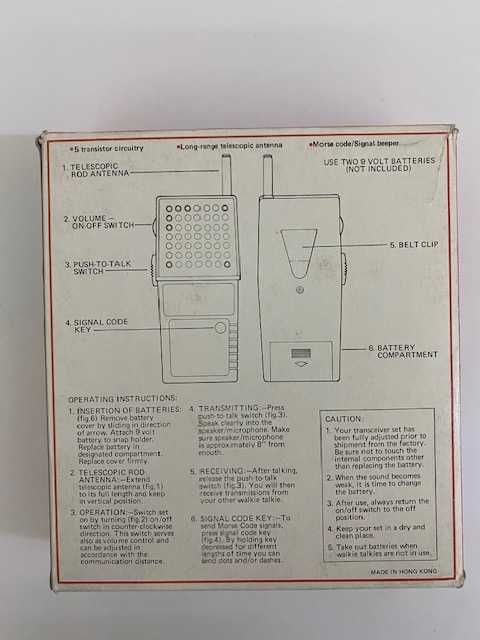 •5 transistor circuitry •Long-range telescopic antenna •Morse code/Signal beeper
1. TELESCOPIC
ROD ANTENNA
USE TWO 9 VOLT BATTERIES
(NOT INCLUDED)
2. VOLUME –
ON-OFF SWITCH
3. PUSH-TO-TALK
SWITCH
4. SIGNAL CODE
KEY
5. BELT CLIP
6. BATTERY
COMPARTMENT
OPERATING INSTRUCTIONS:
1. INSERTION OF BATTERIES:
(fig.6) Remove battery
cover by sliding in direction
of arrow. Attach 9 volt
battery to snap holder.
Replace battery in
designated compartment.
Replace cover firmly.
2. TELESCOPIC ROD
ANTENNA:—Extend
telescopic antenna (fig.1)
to its full length and keep
in vertical position.
3. OPERATION:—Switch set
on by turning (fig.2) on/off
switch in counter-clockwise
direction. This switch serves
also as volume control and
can be adjusted in
accordance with the
communication distance.
4. TRANSMITTING:—Press
push-to-talk switch (fig.3).
Speak clearly into the
speaker/microphone. Make
sure speaker/microphone
is approximately 8" from
mouth.
5. RECEIVING:—After talking,
release the push-to-talk
switch (fig.3). You will then
receive transmissions from
your other walkie talkie.
6. SIGNAL CODE KEY:—To
send Morse Code signals,
press signal code key
(fig.4). By holding key
depressed for different
lengths of time you can
send dots and/or dashes.
CAUTION:
1. Your transceiver set has
been fully adjusted prior to
shipment from the factory.
Be sure not to touch the
internal components other
than replacing the battery.
2. When the sound becomes
weak, it is time to change
the battery.
3. After use, always return the
on/off switch to the off
position.
4. Keep your set in a dry and
clean place.
5. Take out batteries when
walkie talkies are not in use.
MADE IN HONG KONG